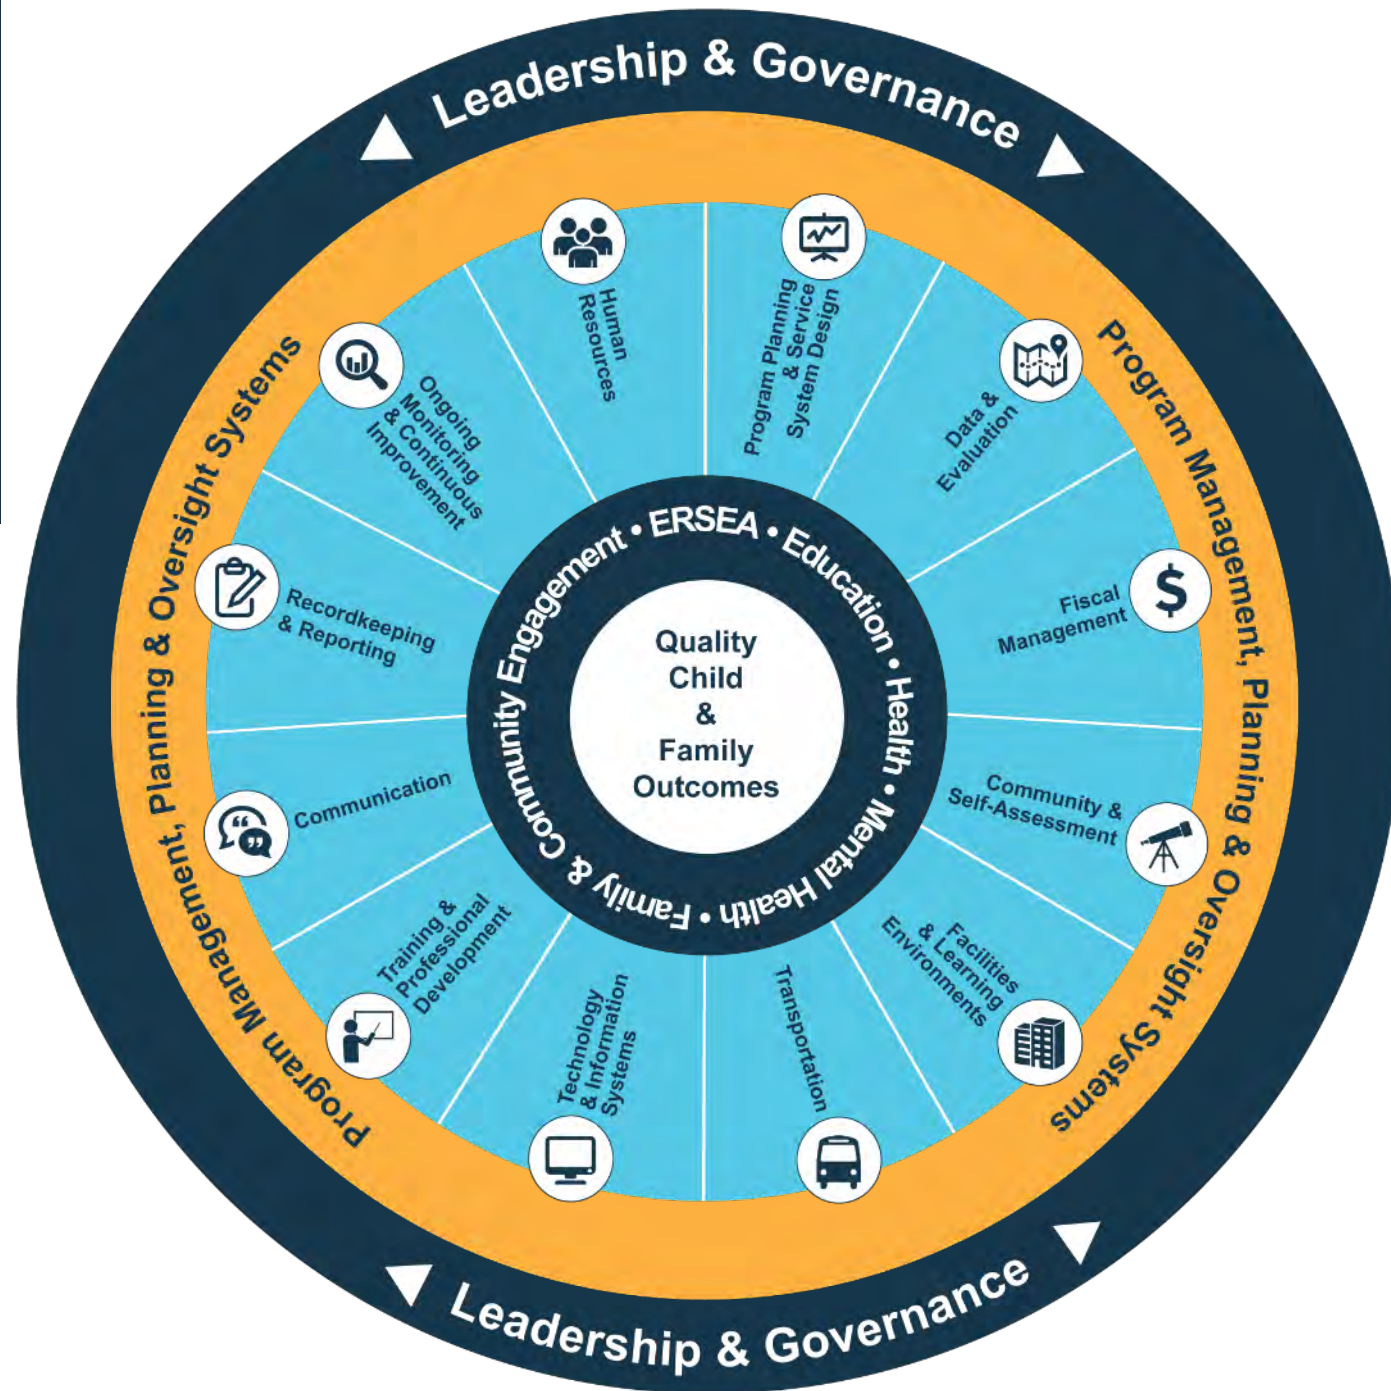 Leadership & Governance
Program Management, Planning & Oversight Systems
Program Management, Planning & Oversight Systems
Program Planning
& Service
System Design
Data &
Evaluation
Fiscal
Management
Community &
Self-Assessment
Facilities
& Learning
Environments
Transportation
Technology
& Information
Systems
Training &
Professional
Development
Communication
Recordkeeping
& Reporting
Ongoing
Monitoring
& Continuous
Improvement
Human
Resources
$
ERSEA • Education • Health • Mental Health • Family & Community Engagement •
Quality
Child
&
Family
Outcomes
Leadership & Governance